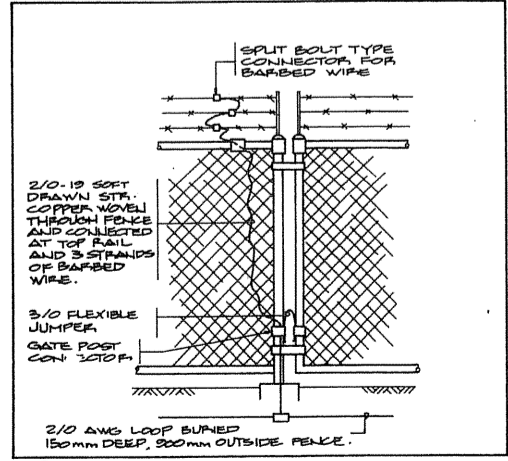 SPLIT BOLT TYPE
CONNECTOR FOR
BARBED WIRE
2/0-19 SOFT
DRAWN STR.
COPPER WOVEN
THROUGH FENCE
AND CONNECTED
AT TOP RAIL
AND 3 STRANDS
OF BARBED
WIRE.
3/0 FLEXIBLE
JUMPER
GATE POST
2/0 AWG LOOP BURIED
150mm DEEP, 900mm OUTSIDE FENCE.